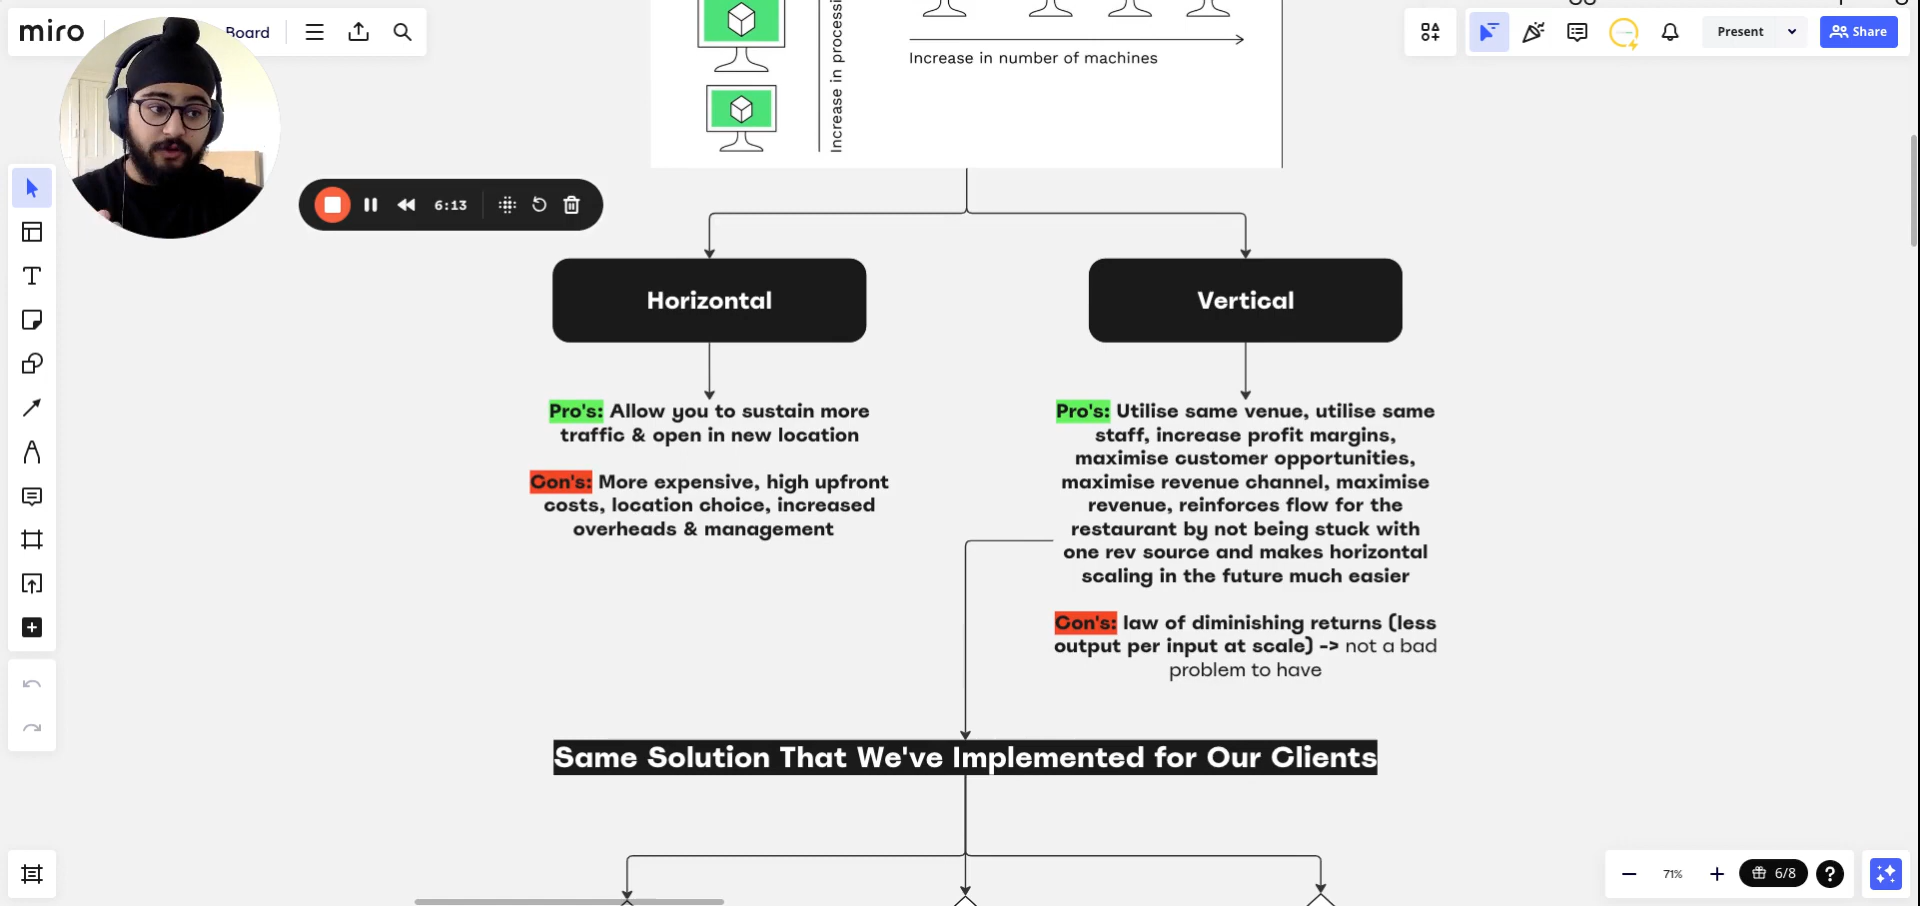 miro
Board
Present
Share
Increase in number of machines
6:13
Horizontal
Vertical
Pro's: Allow you to sustain more
traffic & open in new location
Con's: More expensive, high upfront
costs, location choice, increased
overheads & management
Pro's: Utilise same venue, utilise same
staff, increase profit margins,
maximise customer opportunities,
maximise revenue channel, maximise
revenue, reinforces flow for the
restaurant by not being stuck with
one rev source and makes horizontal
scaling in the future much easier
Con's: law of diminishing returns (less
output per input at scale) -> not a bad
problem to have
Same Solution That We've Implemented for Our Clients
71%
6/8